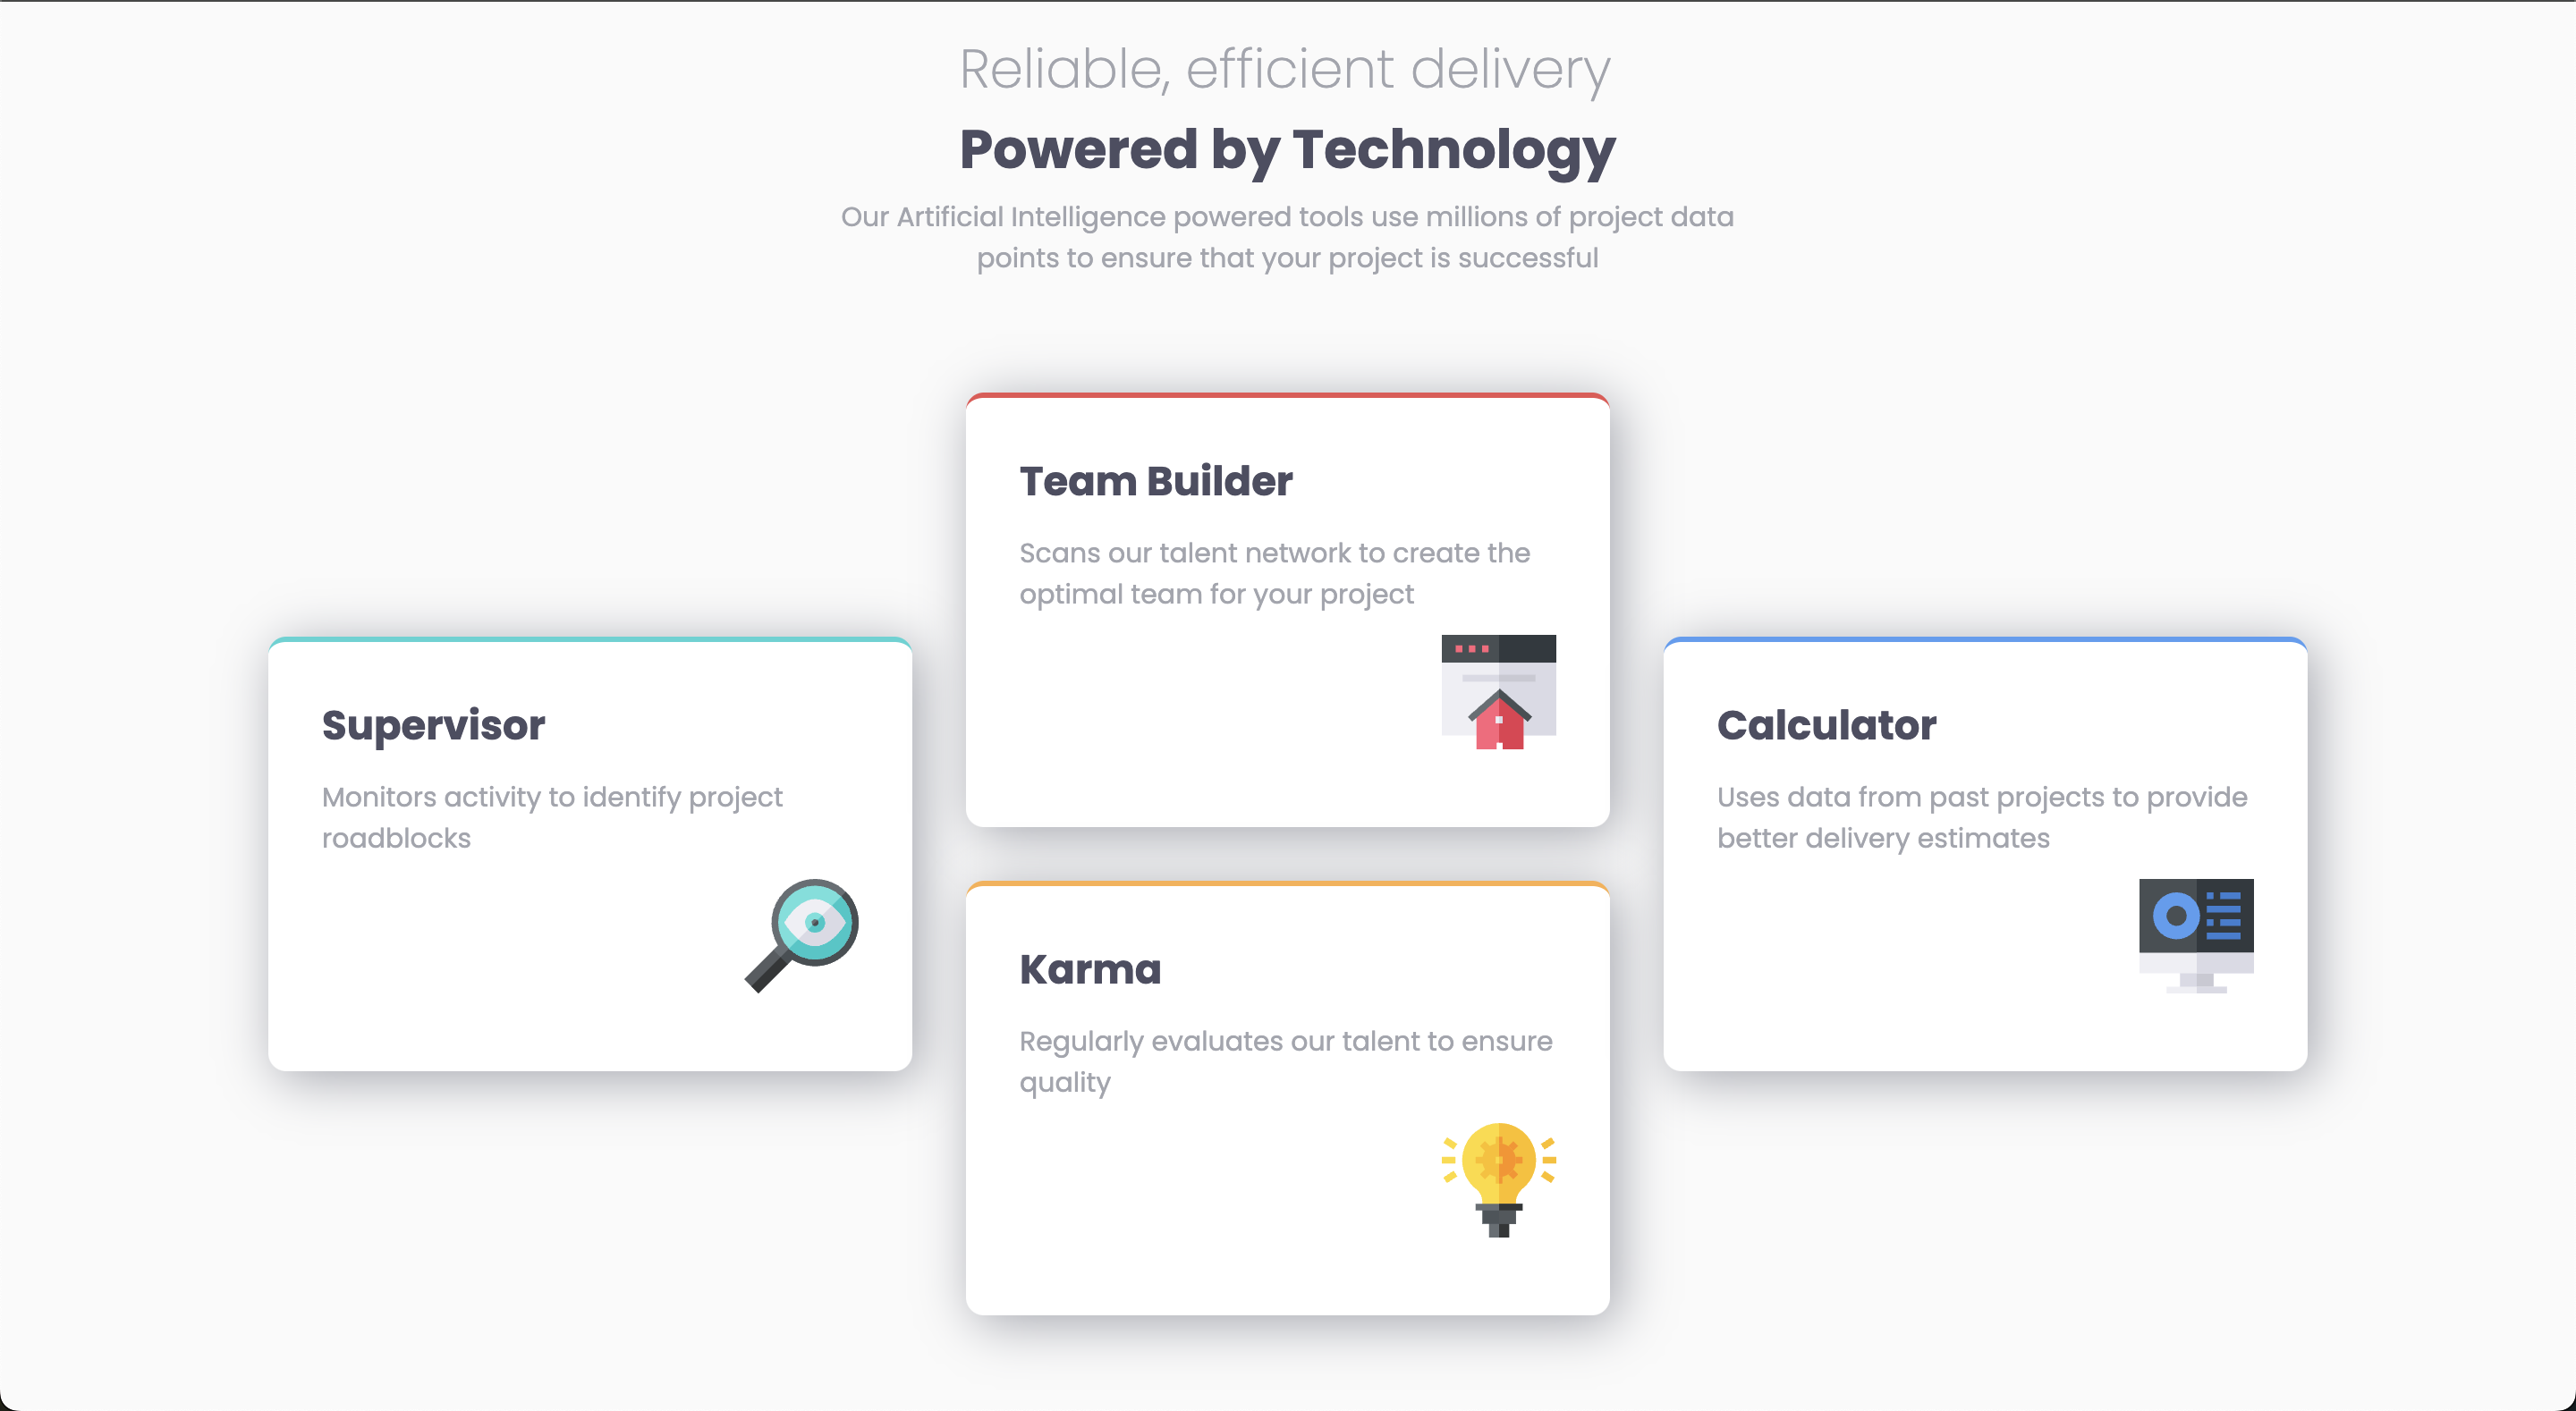 Reliable, efficient delivery
Powered by Technology
Our Artificial Intelligence powered tools use millions of project data
points to ensure that your project is successful
Supervisor
Monitors activity to identify project
roadblocks
Team Builder
Scans our talent network to create the
optimal team for your project
Karma
Regularly evaluates our talent to ensure
quality
Calculator
Uses data from past projects to provide
better delivery estimates